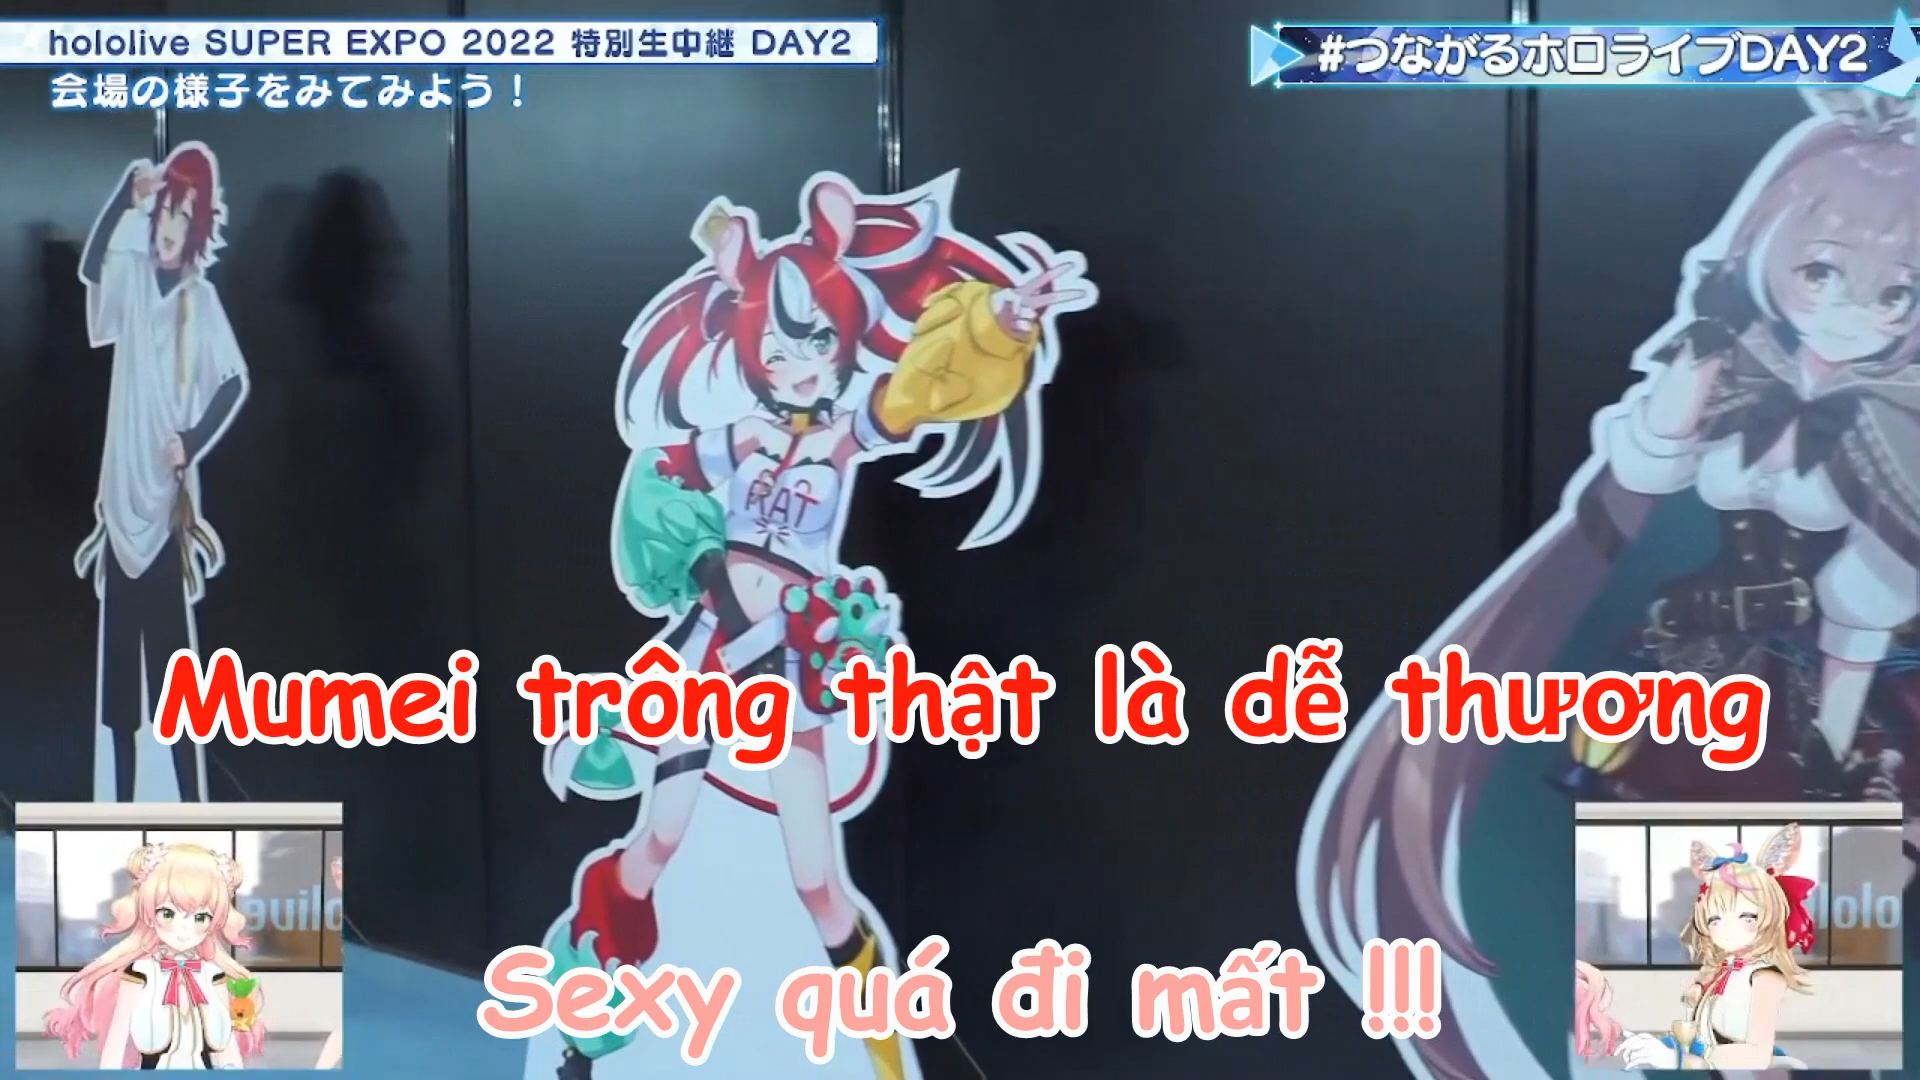 hololive SUPER EXPO 2022 特別生中継 DAY2
#つながるホロライブDAY2
会場の様子をみてみよう！
RAT
Mumei trông thật là dễ thương
Sexy quá đi mất !!!
holo